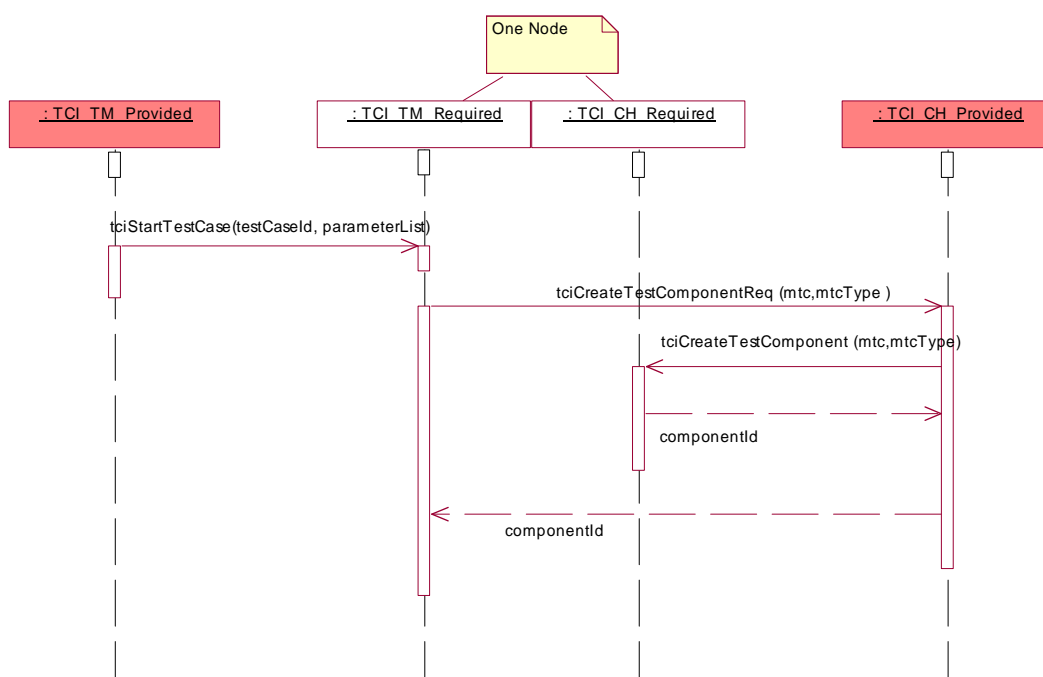 One Node
: TCI_TM_Provided
: TCI_TM_Required
: TCI_CH_Required
: TCI_CH_Provided
tciStartTestCase(testCaseId, parameterList)
tciCreateTestComponentReq (mtc,mtcType )
tciCreateTestComponent (mtc,mtcType)
componentId
componentId